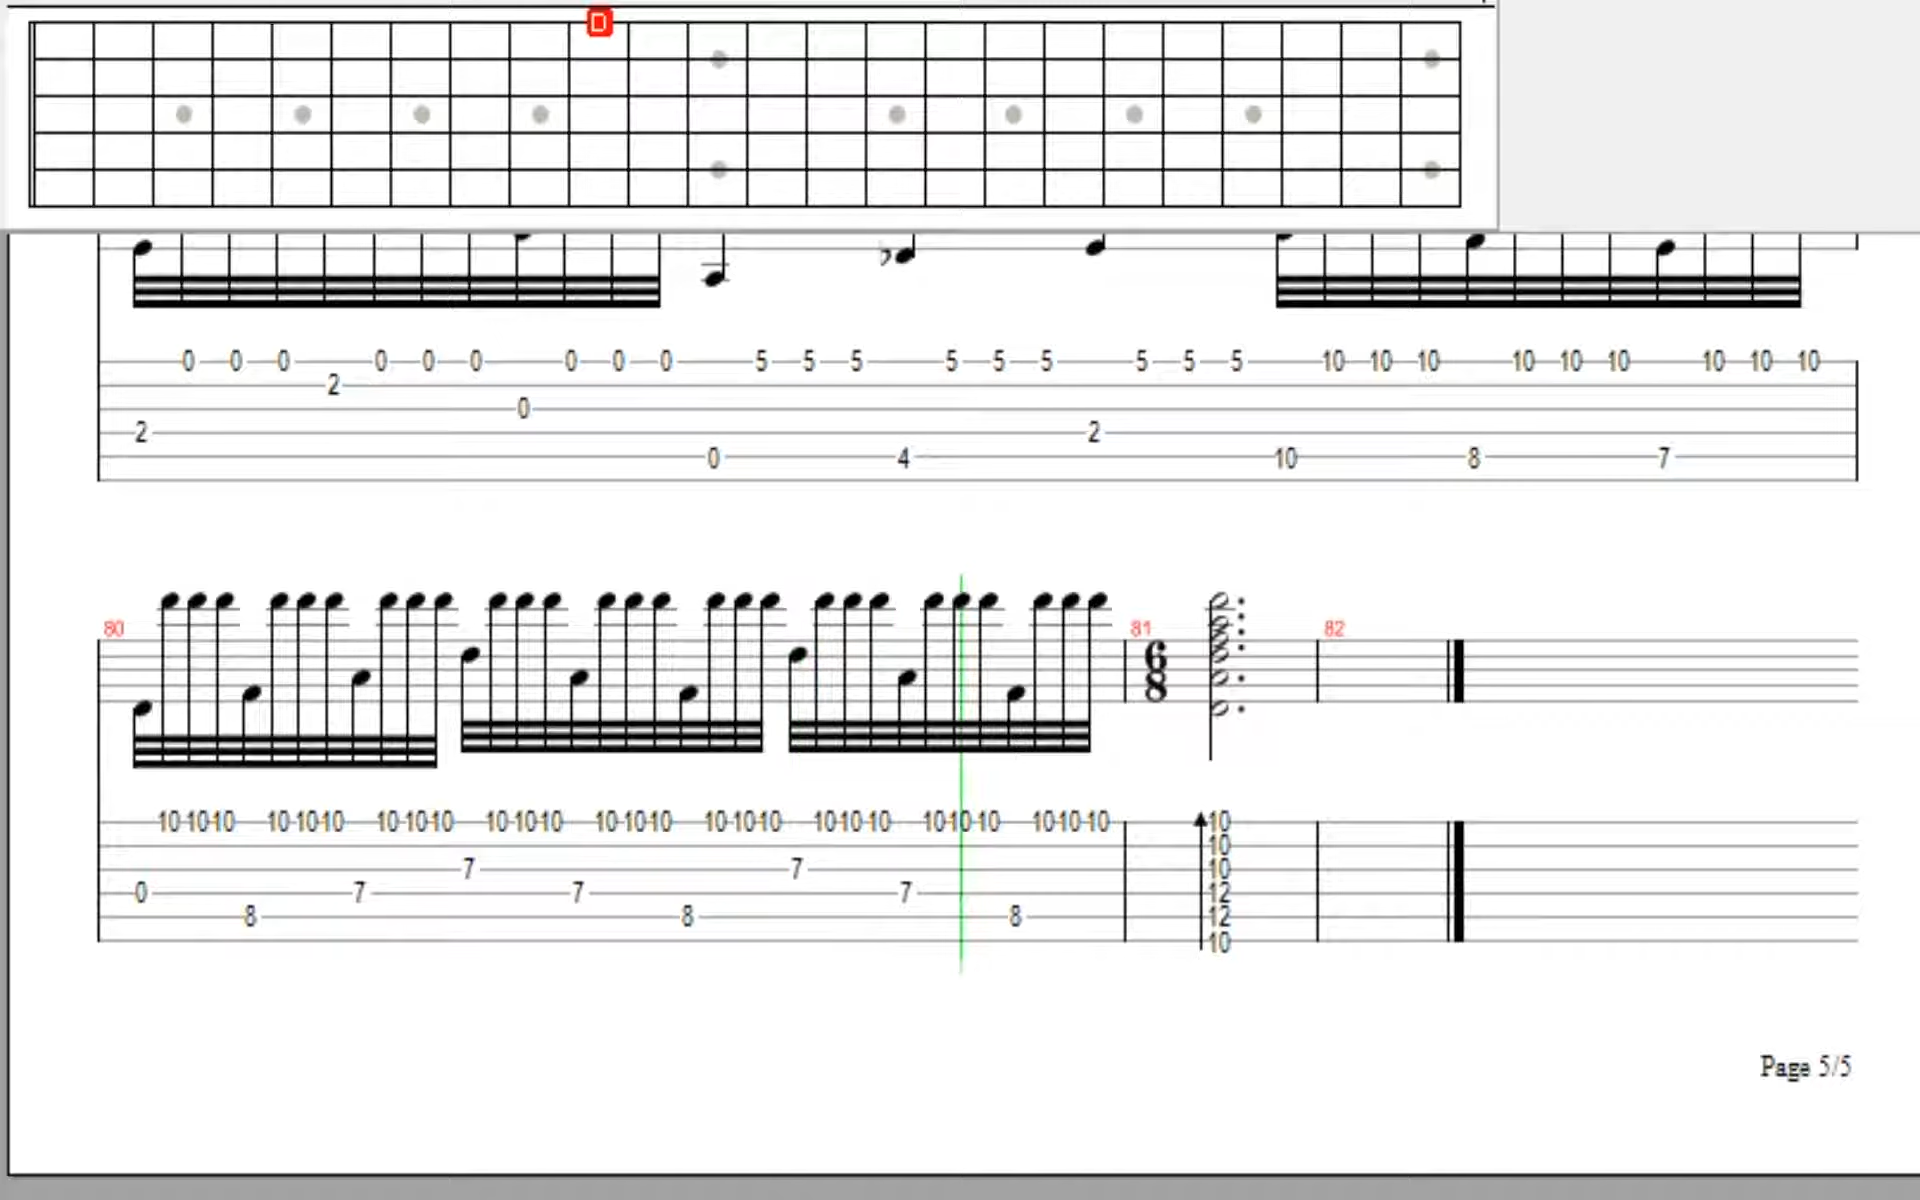 D
0 0 0 0 0 0 0 0 0 5 5 5 5 5 5 5 5 5 10 10 10 10 10 10 10 10 10
2
0
2 2
0 4 10 8 7
80 81 82
6
8
10 10 10 10 10 10 10 10 10 10 10 10 10 10 10 10 10 10 10 10 10 10 10 10 10 10 10 10
10
7 7 10
0 7 7 7 12
8 8 8 12
10
Page 5/5